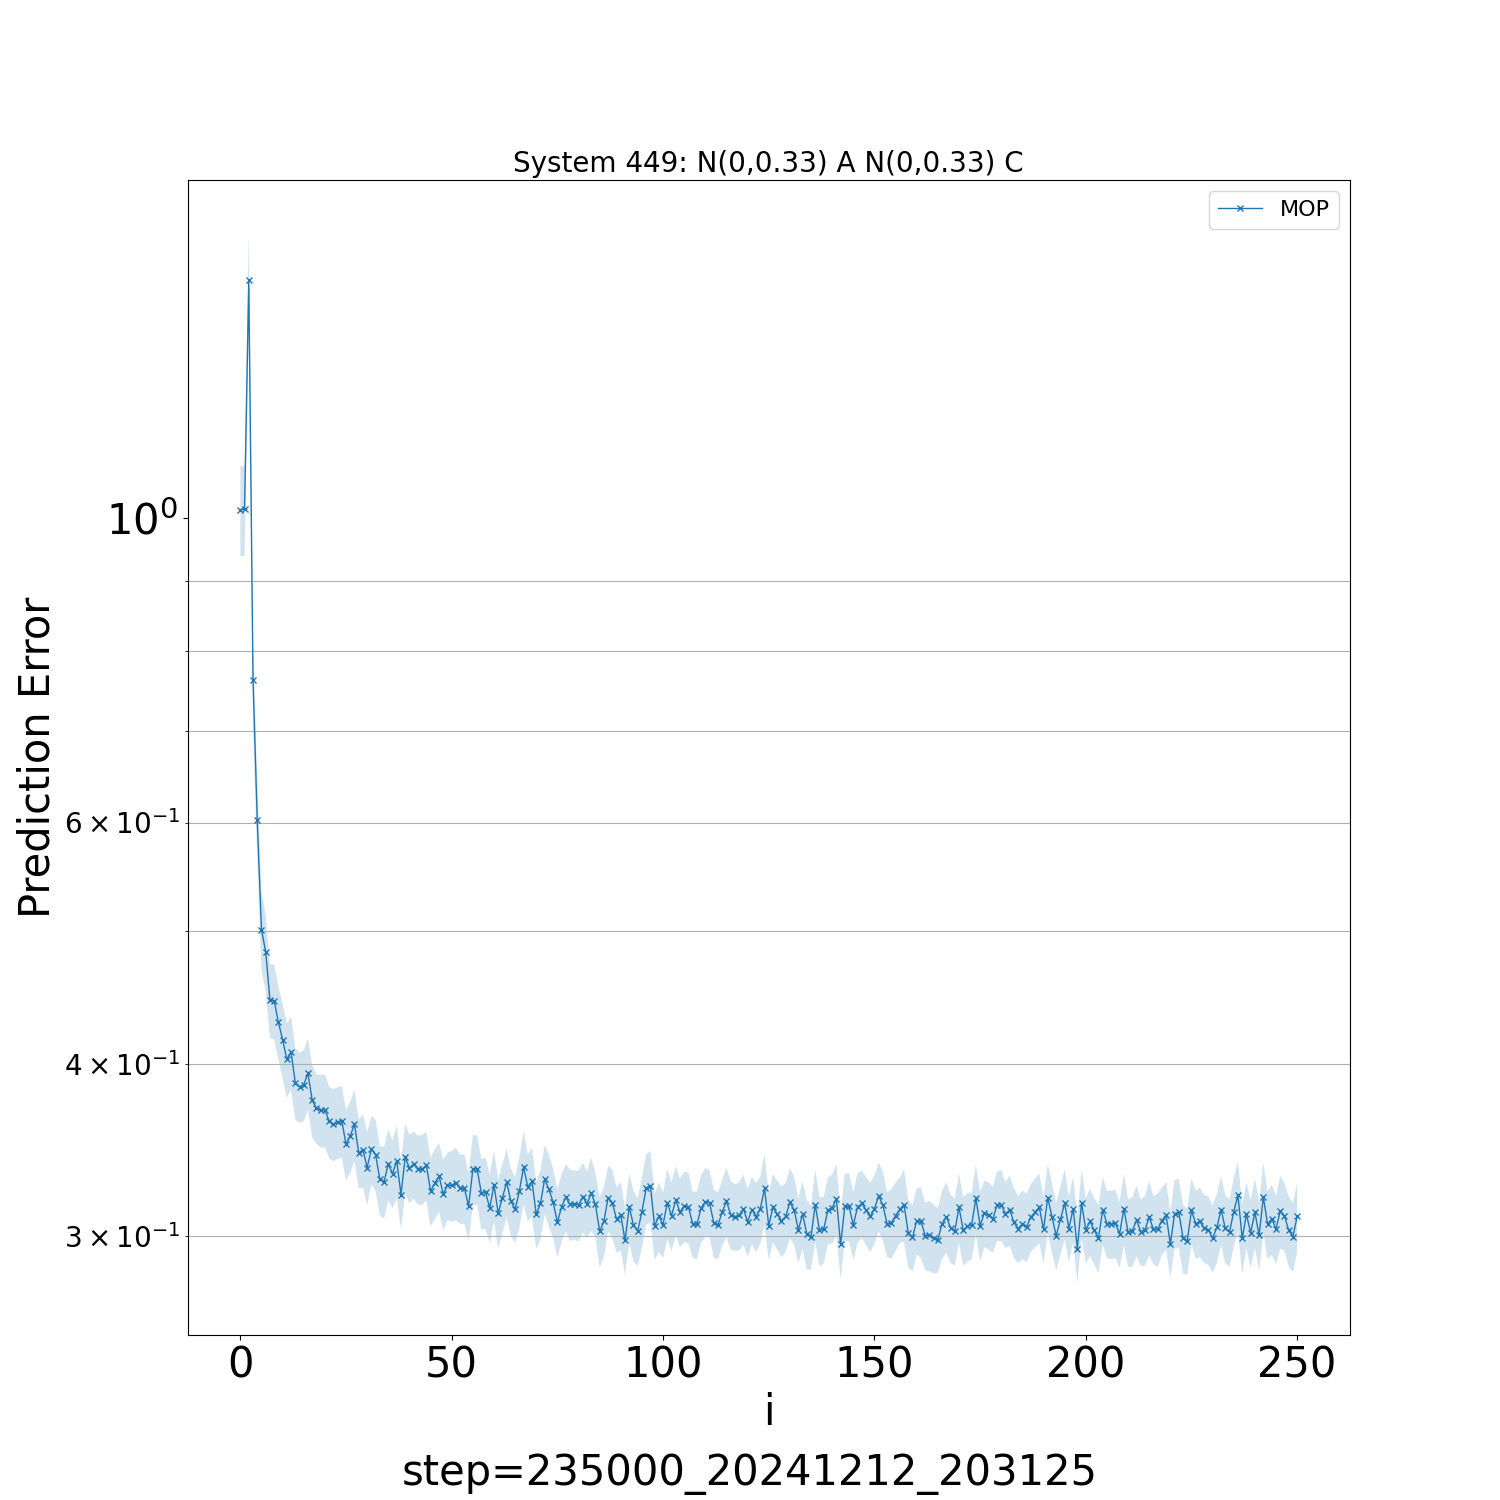 System 449: N(0,0.33) A N(0,0.33) C
MOP
10⁰
6 × 10⁻¹
4 × 10⁻¹
3 × 10⁻¹
Prediction Error
0 50 100 150 200 250
i
step=235000_20241212_203125